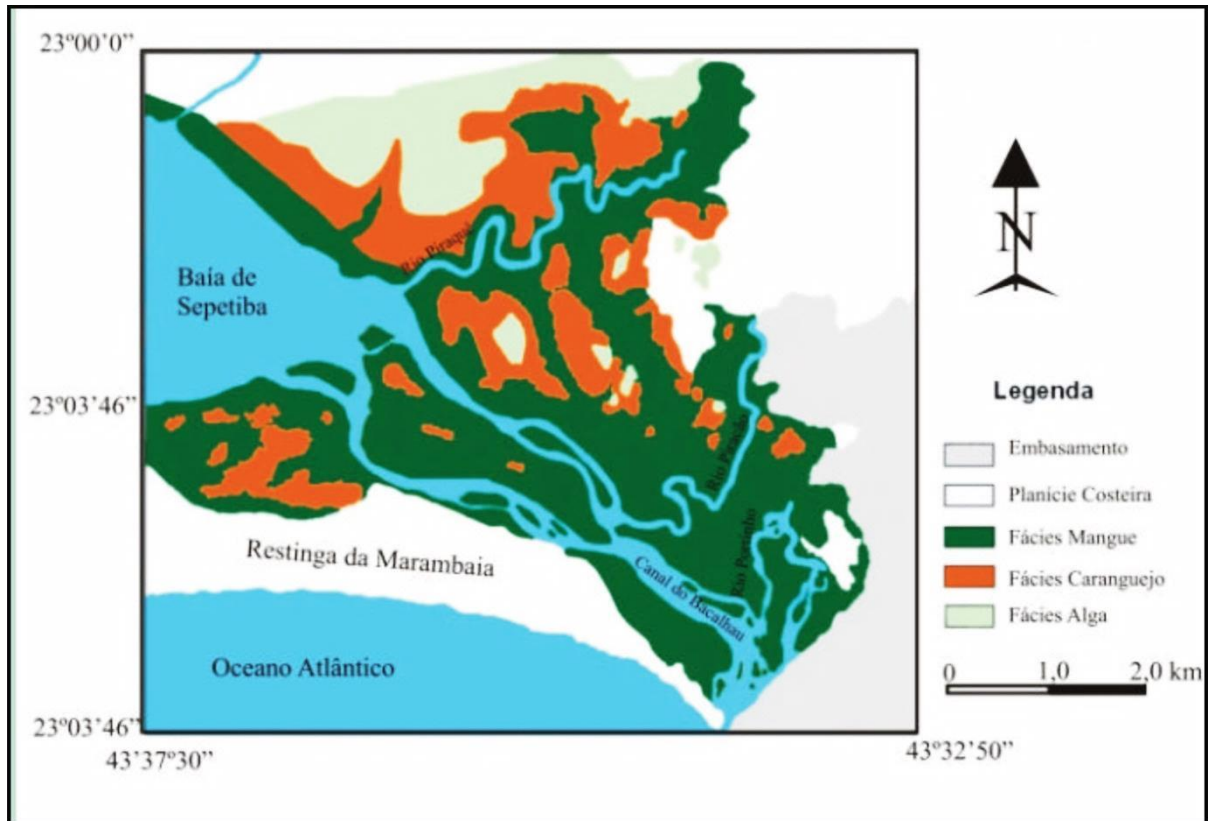 23º00'0”
Rio Piraquê
Baía de
Sepetiba
N
Legenda
23º03'46”
Embasamento
Rio Piracão
Planície Costeira
Rio Portinho
Fácies Mangue
Restinga da Marambaia
Fácies Caranguejo
Canal do Bacalhau
Fácies Alga
Oceano Atlântico
0 1,0 2,0 km
23º03'46”
43'37º30”
43º32'50”